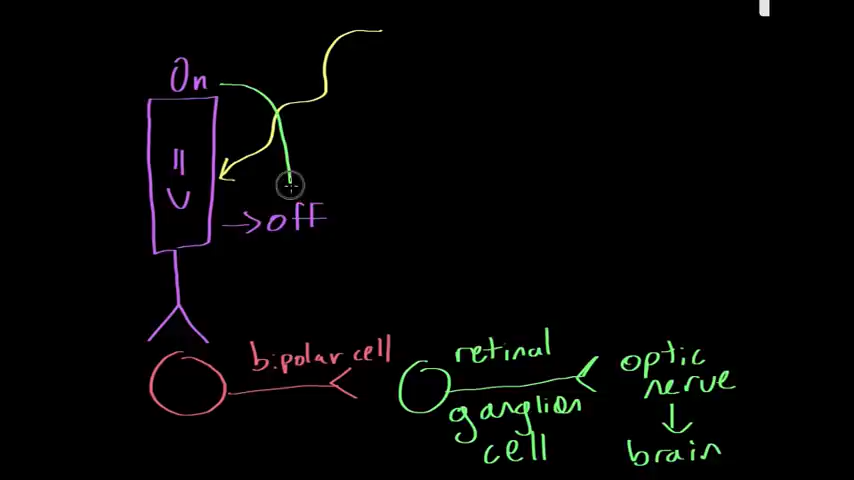 On
→off
bipolar cell
retinal
ganglion
cell
optic
nerve
↓
brain